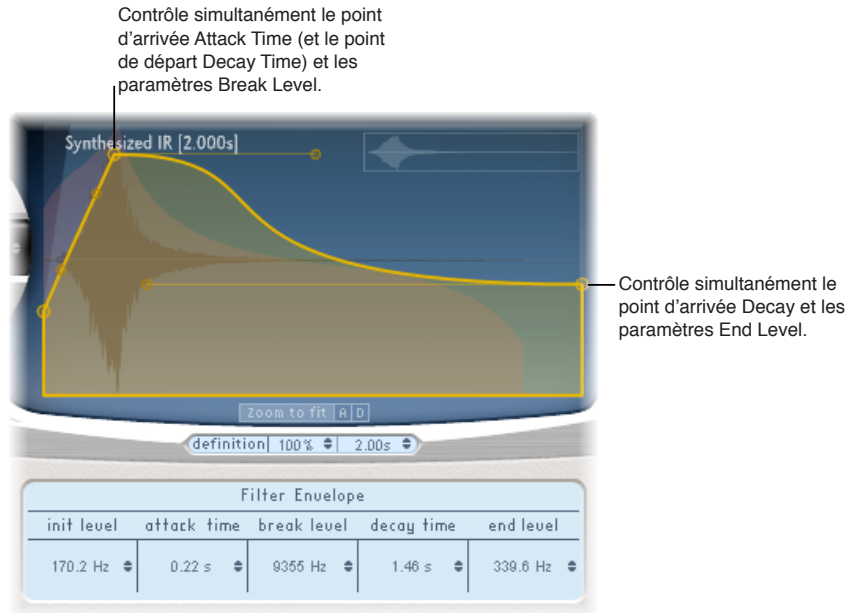 Contrôle simultanément le point
d’arrivée Attack Time (et le point
de départ Decay Time) et les
paramètres Break Level.
Synthesized IR [2.000s]
Contrôle simultanément le
point d’arrivée Decay et les
paramètres End Level.
Zoom to fit A D
definition 100% 2.00s
Filter Envelope
init level attack time break level decay time end level
170.2 Hz 0.22 s 9355 Hz 1.46 s 339.6 Hz